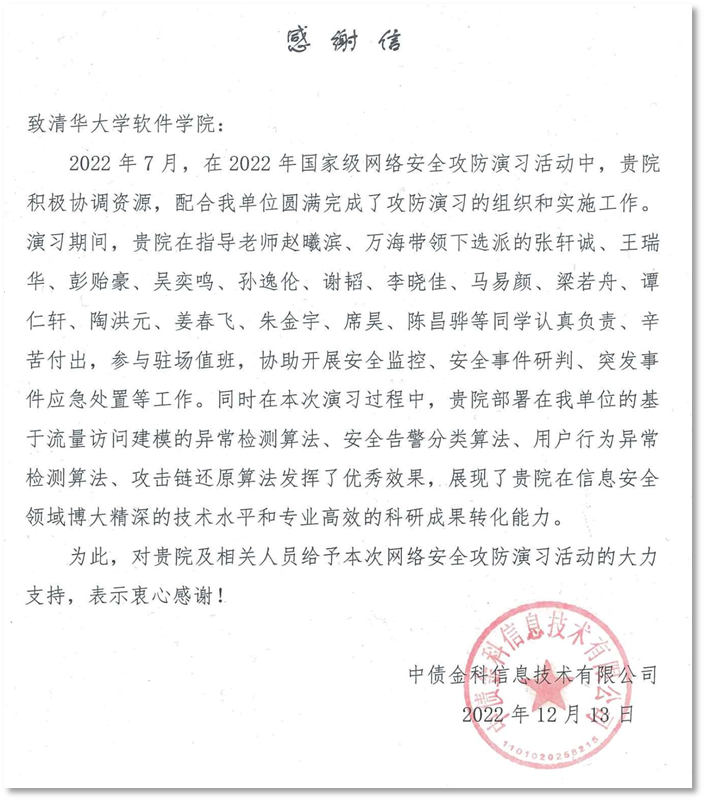 感谢信
致清华大学软件学院：
2022年7月，在2022年国家级网络安全攻防演习活动中，贵院
积极协调资源，配合我单位圆满完成了攻防演习的组织和实施工作。
演习期间，贵院在指导老师赵曦滨、万海带领下选派的张轩诚、王瑞
华、彭贻豪、吴奕鸣、孙逸伦、谢韬、李晓佳、马易颜、梁若舟、谭
仁轩、陶洪元、姜春飞、朱金宇、席昊、陈昌骅等同学认真负责、辛
苦付出，参与驻场值班，协助开展安全监控、安全事件研判、突发事
件应急处置等工作。同时在本次演习过程中，贵院部署在我单位的基
于流量访问建模的异常检测算法、安全告警分类算法、用户行为异常
检测算法、攻击链还原算法发挥了优秀效果，展现了贵院在信息安全
领域博大精深的技术水平和专业高效的科研成果转化能力。
为此，对贵院及相关人员给予本次网络安全攻防演习活动的大力
支持，表示衷心感谢！
中债金科信息技术有限公司
2022年12月13日
中债金科信息技术有限公司
1101020258215